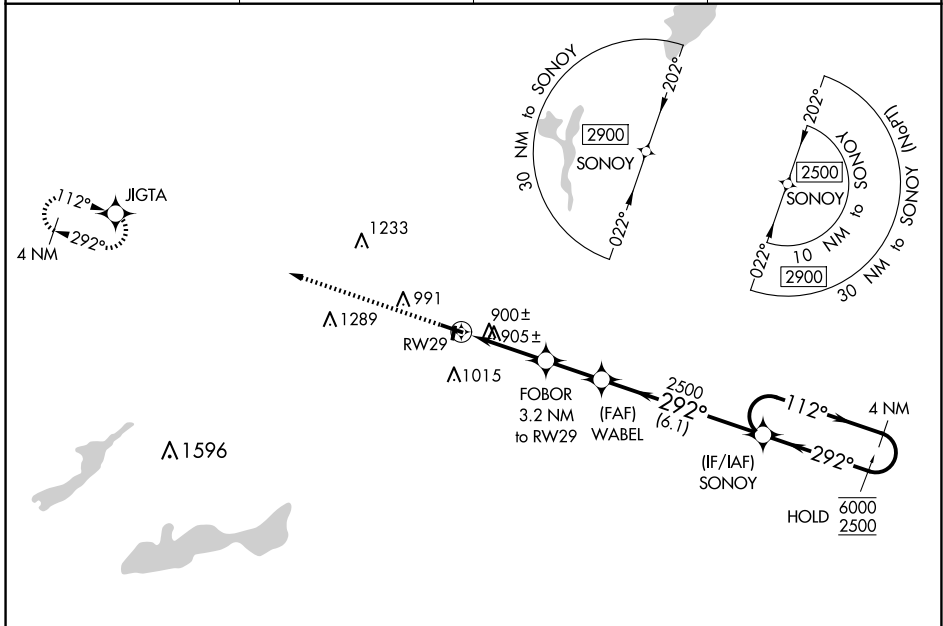 30 NM to SONOY
2900
SONOY
202°
022°
30 NM to SONOY (NoPT)
10 NM to SONOY
2500
SONOY
2900
202°
022°
JIGTA
112°
292°
4 NM
1233
991
1289
900±
905±
RW29
1015
FOBOR
3.2 NM
to RW29
(FAF)
WABEL
2500
292°
(6.1)
(IF/IAF)
SONOY
112°
4 NM
292°
HOLD
6000
2500
1596